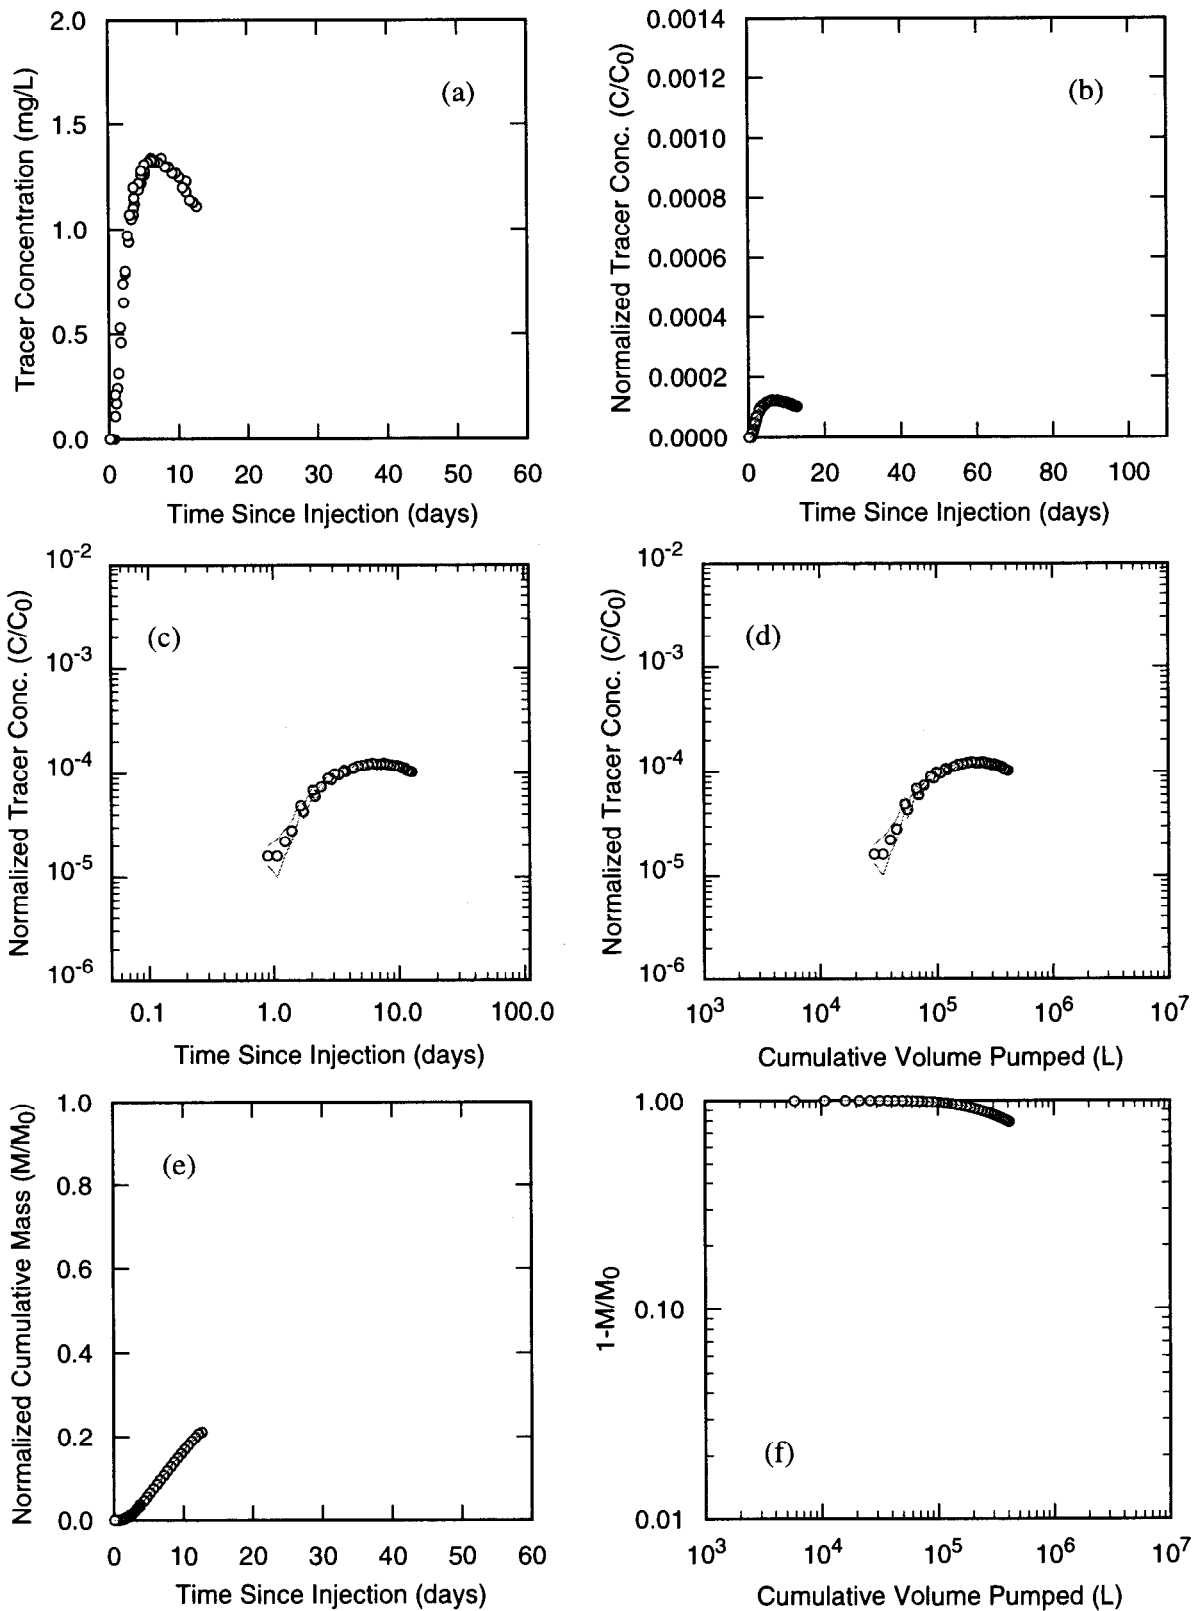 2.0
1.5
1.0
0.5
0.0
0 10 20 30 40 50 60
Tracer Concentration (mg/L)
Time Since Injection (days)
(a)
0.0014
0.0012
0.0010
0.0008
0.0006
0.0004
0.0002
0.0000
0 20 40 60 80 100
Normalized Tracer Conc. (C/C0)
Time Since Injection (days)
(b)
10-2
10-3
10-4
10-5
10-6
0.1 1.0 10.0 100.0
Normalized Tracer Conc. (C/C0)
Time Since Injection (days)
(c)
10-2
10-3
10-4
10-5
10-6
103 104 105 106 107
Normalized Tracer Conc. (C/C0)
Cumulative Volume Pumped (L)
(d)
1.0
0.8
0.6
0.4
0.2
0.0
0 10 20 30 40 50 60
Normalized Cumulative Mass (M/M0)
Time Since Injection (days)
(e)
1.00
0.10
0.01
103 104 105 106 107
1-M/M0
Cumulative Volume Pumped (L)
(f)